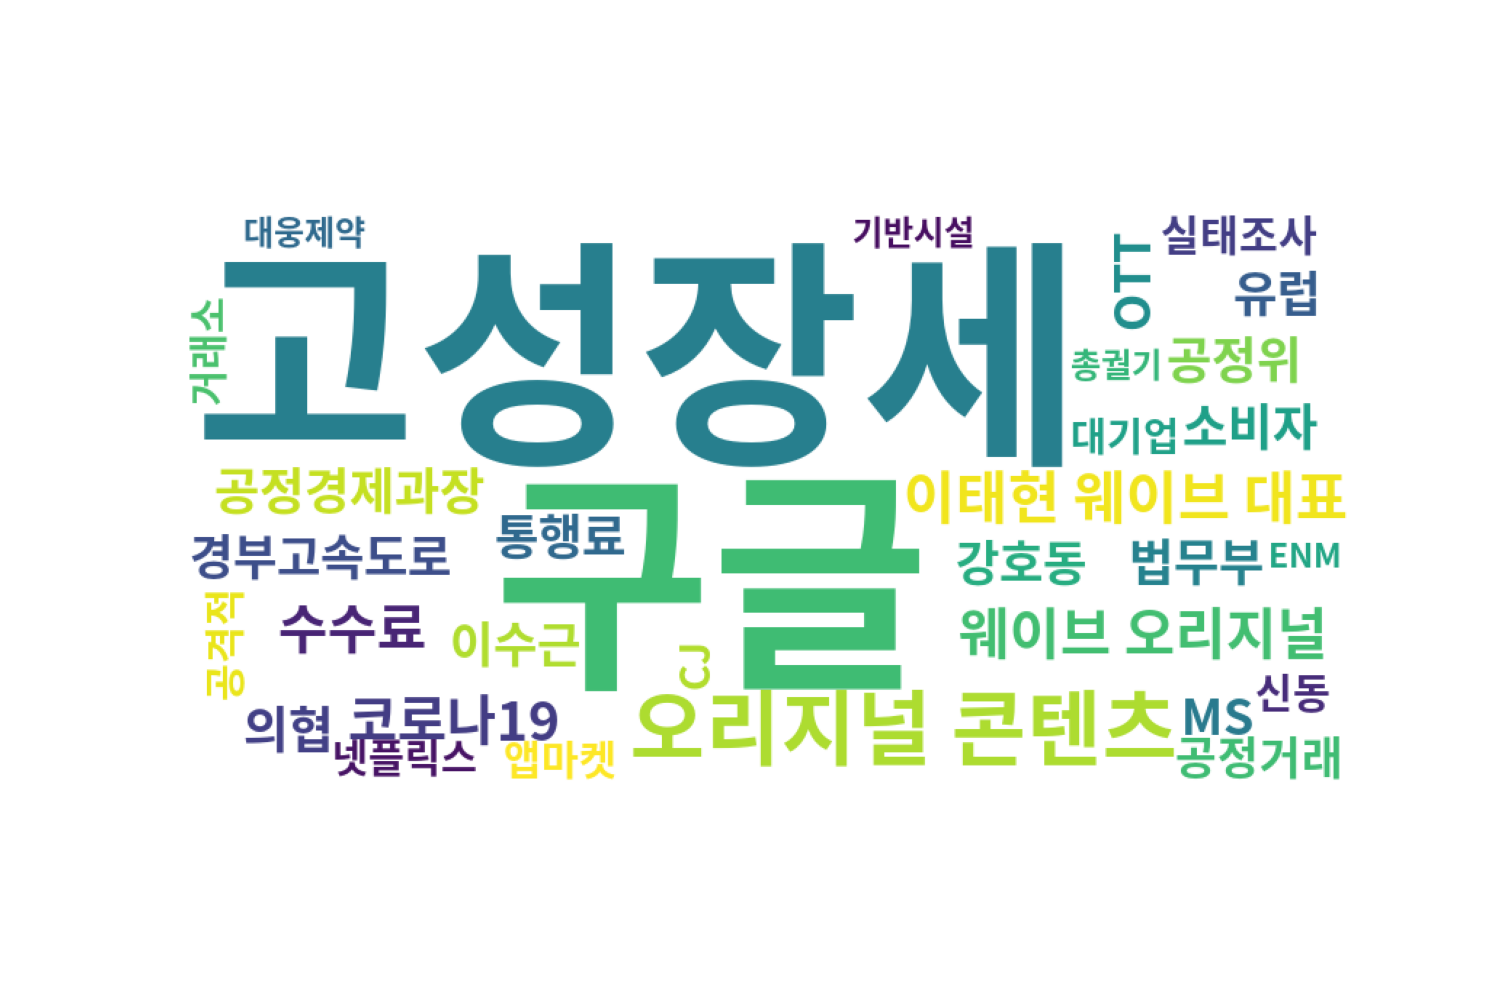 대웅제약
기반시설
실태조사
OTT
유럽
고성장세
거래소
총궐기
공정위
대기업
소비자
공정경제과장
구글
이태현 웨이브 대표
통행료
경부고속도로
강호동
법무부
ENM
공격적
수수료
이수근
CJ
웨이브 오리지널
의협
코로나19
오리지널 콘텐츠
MS
신동
넷플릭스
앱마켓
공정거래